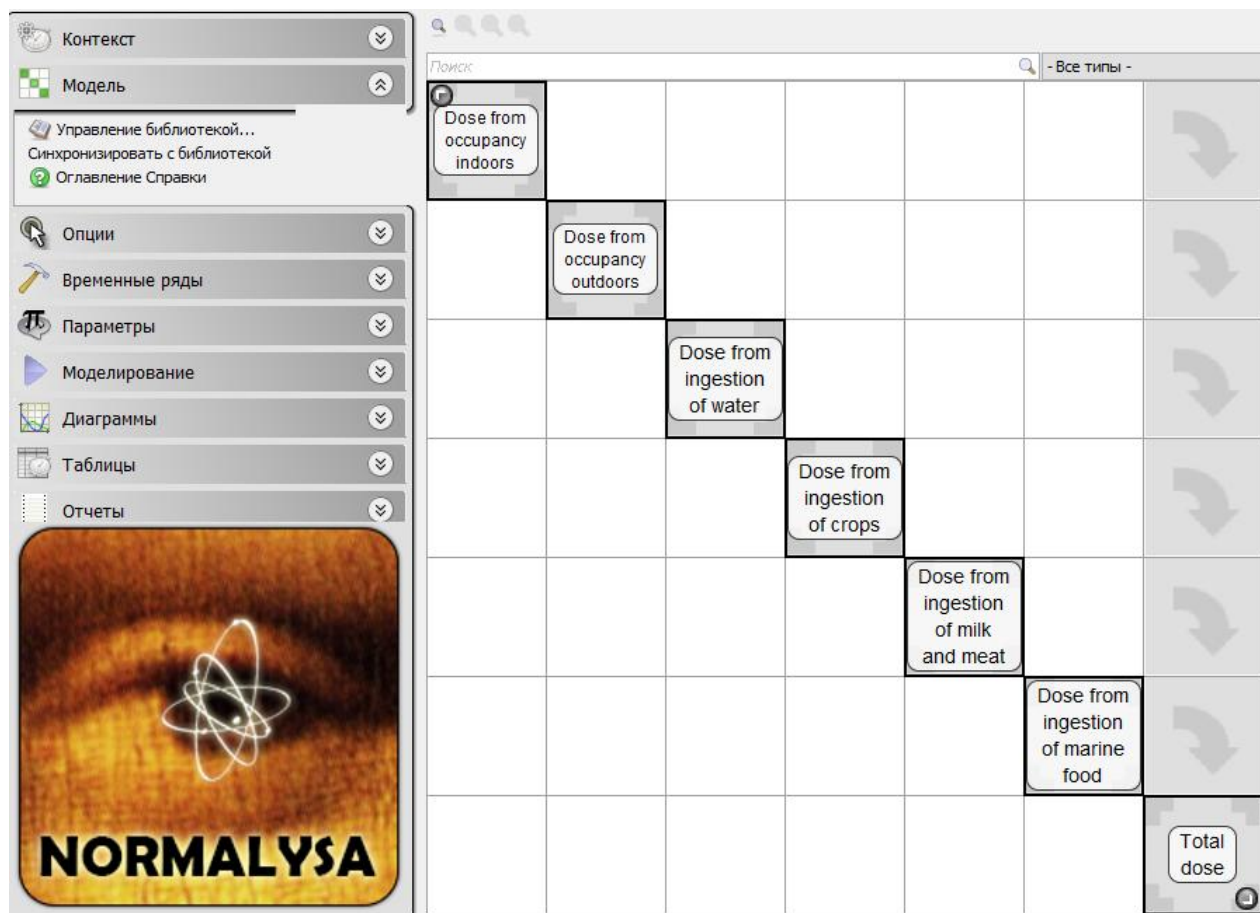 Контекст
Модель
Управление библиотекой...
Синхронизировать с библиотекой
Оглавление Справки
Опции
Временные ряды
Параметры
Моделирование
Диаграммы
Таблицы
Отчеты
NORMALYSA
Поиск
- Все типы -
Dose from
occupancy
indoors
Dose from
occupancy
outdoors
Dose from
ingestion
of water
Dose from
ingestion
of crops
Dose from
ingestion
of milk
and meat
Dose from
ingestion
of marine
food
Total
dose